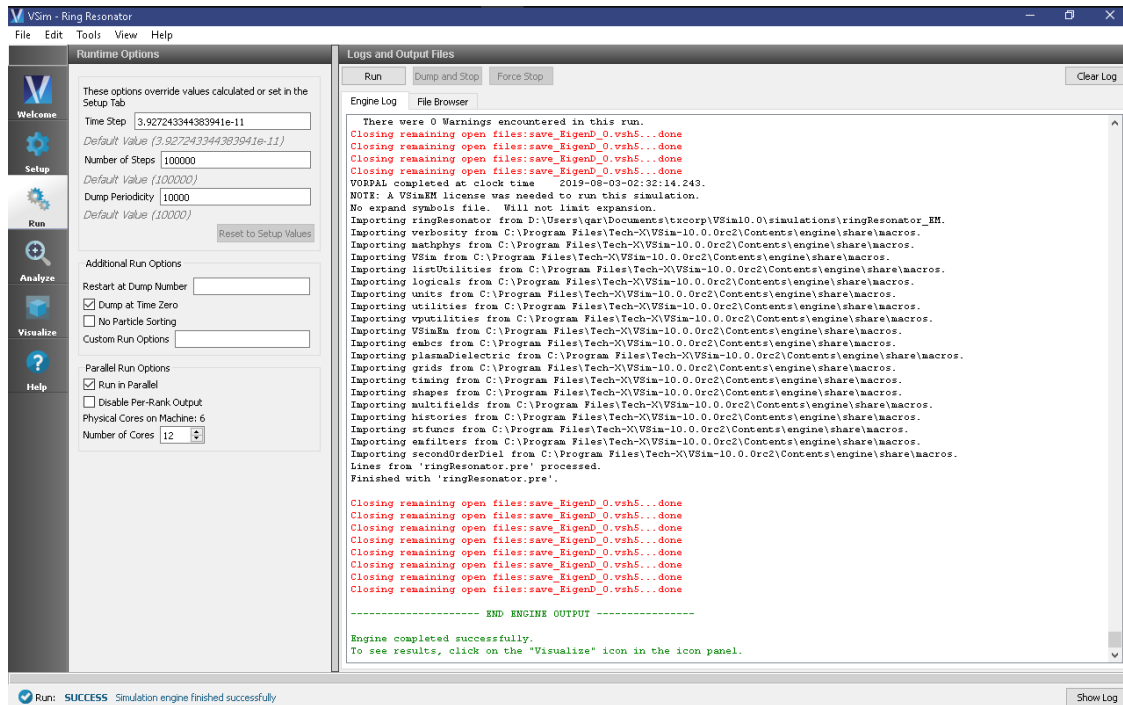 VSim - Ring Resonator
File Edit Tools View Help
Runtime Options
Logs and Output Files
Welcome
Setup
Run
Analyze
Visualize
Help
These options override values calculated or set in the
Setup Tab
Time Step 3.927243344383941e-11
Default Value (3.927243344383941e-11)
Number of Steps 100000
Default Value (100000)
Dump Periodicity 10000
Default Value (10000)
Reset to Setup Values
Additional Run Options
Restart at Dump Number
Dump at Time Zero
No Particle Sorting
Custom Run Options
Parallel Run Options
Run in Parallel
Disable Per-Rank Output
Physical Cores on Machine: 6
Number of Cores 12
Run Dump and Stop Force Stop Clear Log
Engine Log File Browser
There were 0 Warnings encountered in this run.
Closing remaining open files:save_EigenD_0.vsh5...done
Closing remaining open files:save_EigenD_0.vsh5...done
Closing remaining open files:save_EigenD_0.vsh5...done
Closing remaining open files:save_EigenD_0.vsh5...done
VORPAL completed at clock time 2019-08-03-02:32:14.243.
NOTE: A VSimEM license was needed to run this simulation.
No expand symbols file. Will not limit expansion.
Importing ringResonator from D:\Users\qar\Documents\txcorp\VSim10.0\simulations\ringResonator_EM.
Importing verbosity from C:\Program Files\Tech-X\VSim-10.0.0rc2\Contents\engine\share\macros.
Importing mathphys from C:\Program Files\Tech-X\VSim-10.0.0rc2\Contents\engine\share\macros.
Importing VSim from C:\Program Files\Tech-X\VSim-10.0.0rc2\Contents\engine\share\macros.
Importing listUtilities from C:\Program Files\Tech-X\VSim-10.0.0rc2\Contents\engine\share\macros.
Importing logicals from C:\Program Files\Tech-X\VSim-10.0.0rc2\Contents\engine\share\macros.
Importing units from C:\Program Files\Tech-X\VSim-10.0.0rc2\Contents\engine\share\macros.
Importing utilities from C:\Program Files\Tech-X\VSim-10.0.0rc2\Contents\engine\share\macros.
Importing vputilities from C:\Program Files\Tech-X\VSim-10.0.0rc2\Contents\engine\share\macros.
Importing VSimEm from C:\Program Files\Tech-X\VSim-10.0.0rc2\Contents\engine\share\macros.
Importing embcs from C:\Program Files\Tech-X\VSim-10.0.0rc2\Contents\engine\share\macros.
Importing plasmaDielectric from C:\Program Files\Tech-X\VSim-10.0.0rc2\Contents\engine\share\macros.
Importing grids from C:\Program Files\Tech-X\VSim-10.0.0rc2\Contents\engine\share\macros.
Importing timing from C:\Program Files\Tech-X\VSim-10.0.0rc2\Contents\engine\share\macros.
Importing shapes from C:\Program Files\Tech-X\VSim-10.0.0rc2\Contents\engine\share\macros.
Importing multifields from C:\Program Files\Tech-X\VSim-10.0.0rc2\Contents\engine\share\macros.
Importing histories from C:\Program Files\Tech-X\VSim-10.0.0rc2\Contents\engine\share\macros.
Importing stfuncs from C:\Program Files\Tech-X\VSim-10.0.0rc2\Contents\engine\share\macros.
Importing emfilters from C:\Program Files\Tech-X\VSim-10.0.0rc2\Contents\engine\share\macros.
Importing secondOrderDiel from C:\Program Files\Tech-X\VSim-10.0.0rc2\Contents\engine\share\macros.
Lines from 'ringResonator.pre' processed.
Finished with 'ringResonator.pre'.
Closing remaining open files:save_EigenD_0.vsh5...done
Closing remaining open files:save_EigenD_0.vsh5...done
Closing remaining open files:save_EigenD_0.vsh5...done
Closing remaining open files:save_EigenD_0.vsh5...done
Closing remaining open files:save_EigenD_0.vsh5...done
Closing remaining open files:save_EigenD_0.vsh5...done
Closing remaining open files:save_EigenD_0.vsh5...done
Closing remaining open files:save_EigenD_0.vsh5...done
--------------------- END ENGINE OUTPUT ----------------
Engine completed successfully.
To see results, click on the "Visualize" icon in the icon panel.
Run: SUCCESS Simulation engine finished successfully
Show Log